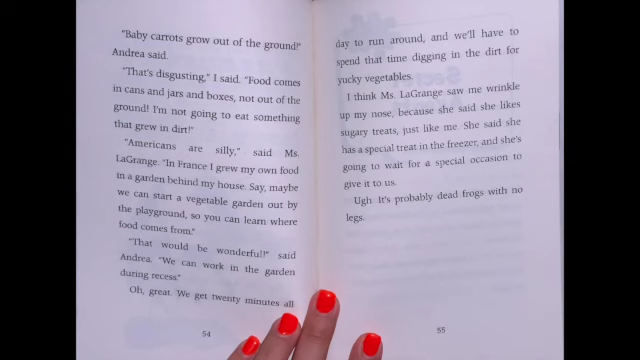 "Baby carrots grow out of the ground!"
Andrea said.
"That's disgusting," I said. "Food comes
in cans and jars and boxes, not out of the
ground! I'm not going to eat something
that grew in dirt!"
"Americans are silly," said Ms.
LaGrange. "In France I grew my own food
in a garden behind my house. Say, maybe
we can start a vegetable garden out by
the playground, so you can learn where
food comes from."
"That would be wonderful!" said
Andrea. "We can work in the garden
during recess."
Oh, great. We get twenty minutes all
54
day to run around, and we'll have to
spend that time digging in the dirt for
yucky vegetables.
I think Ms. LaGrange saw me wrinkle
up my nose, because she said she likes
sugary treats, just like me. She said she
has a special treat in the freezer, and she's
going to wait for a special occasion to
give it to us.
Ugh. It's probably dead frogs with no
legs.
55